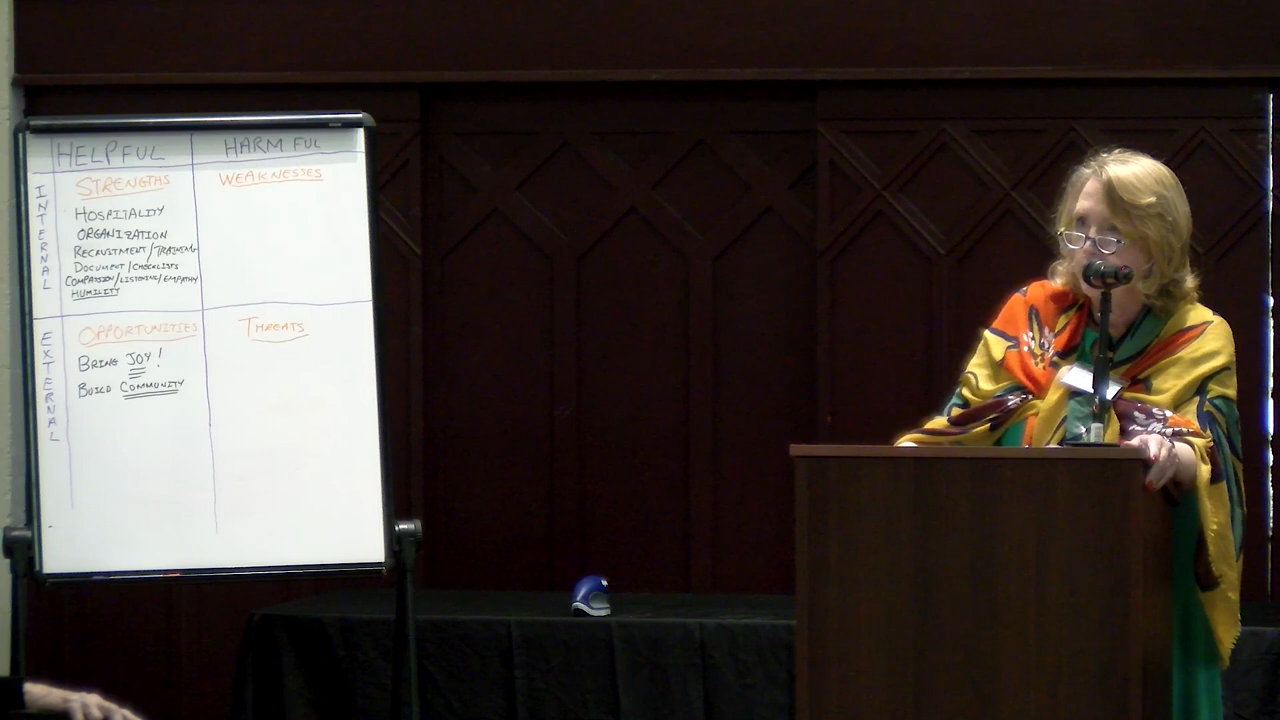 HELPFUL
HARMFUL
INTERNAL
STRENGTHS
HOSPITALITY
ORGANIZATION
RECRUITMENT/TRAINING
DOCUMENT/CHECKLISTS
COMPASSION/LISTENING/EMPATHY
HUMILITY
WEAKNESSES
EXTERNAL
OPPORTUNITIES
BRING JOY!
BUILD COMMUNITY
THREATS